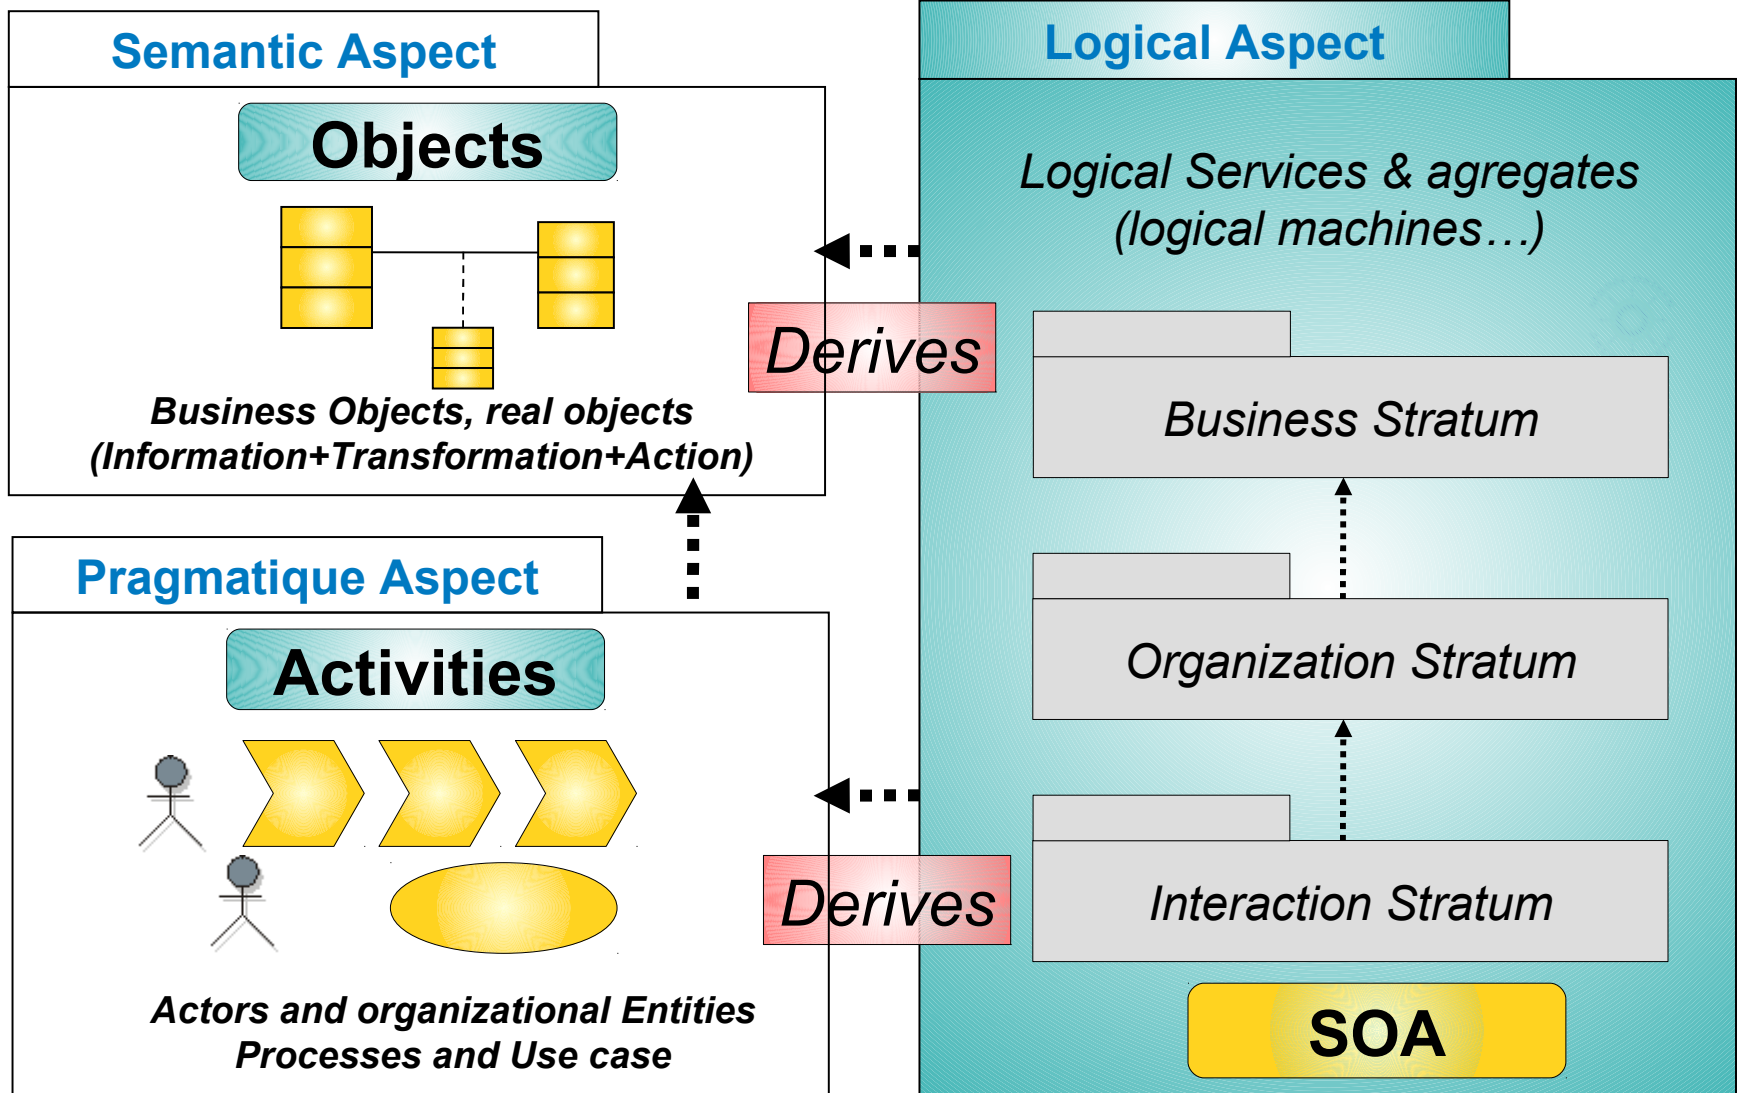 Semantic Aspect
Objects
Business Objects, real objects
(Information+Transformation+Action)
Pragmatique Aspect
Activities
Actors and organizational Entities
Processes and Use case
Derives
Derives
Logical Aspect
Logical Services & agregates
(logical machines…)
Business Stratum
Organization Stratum
Interaction Stratum
SOA